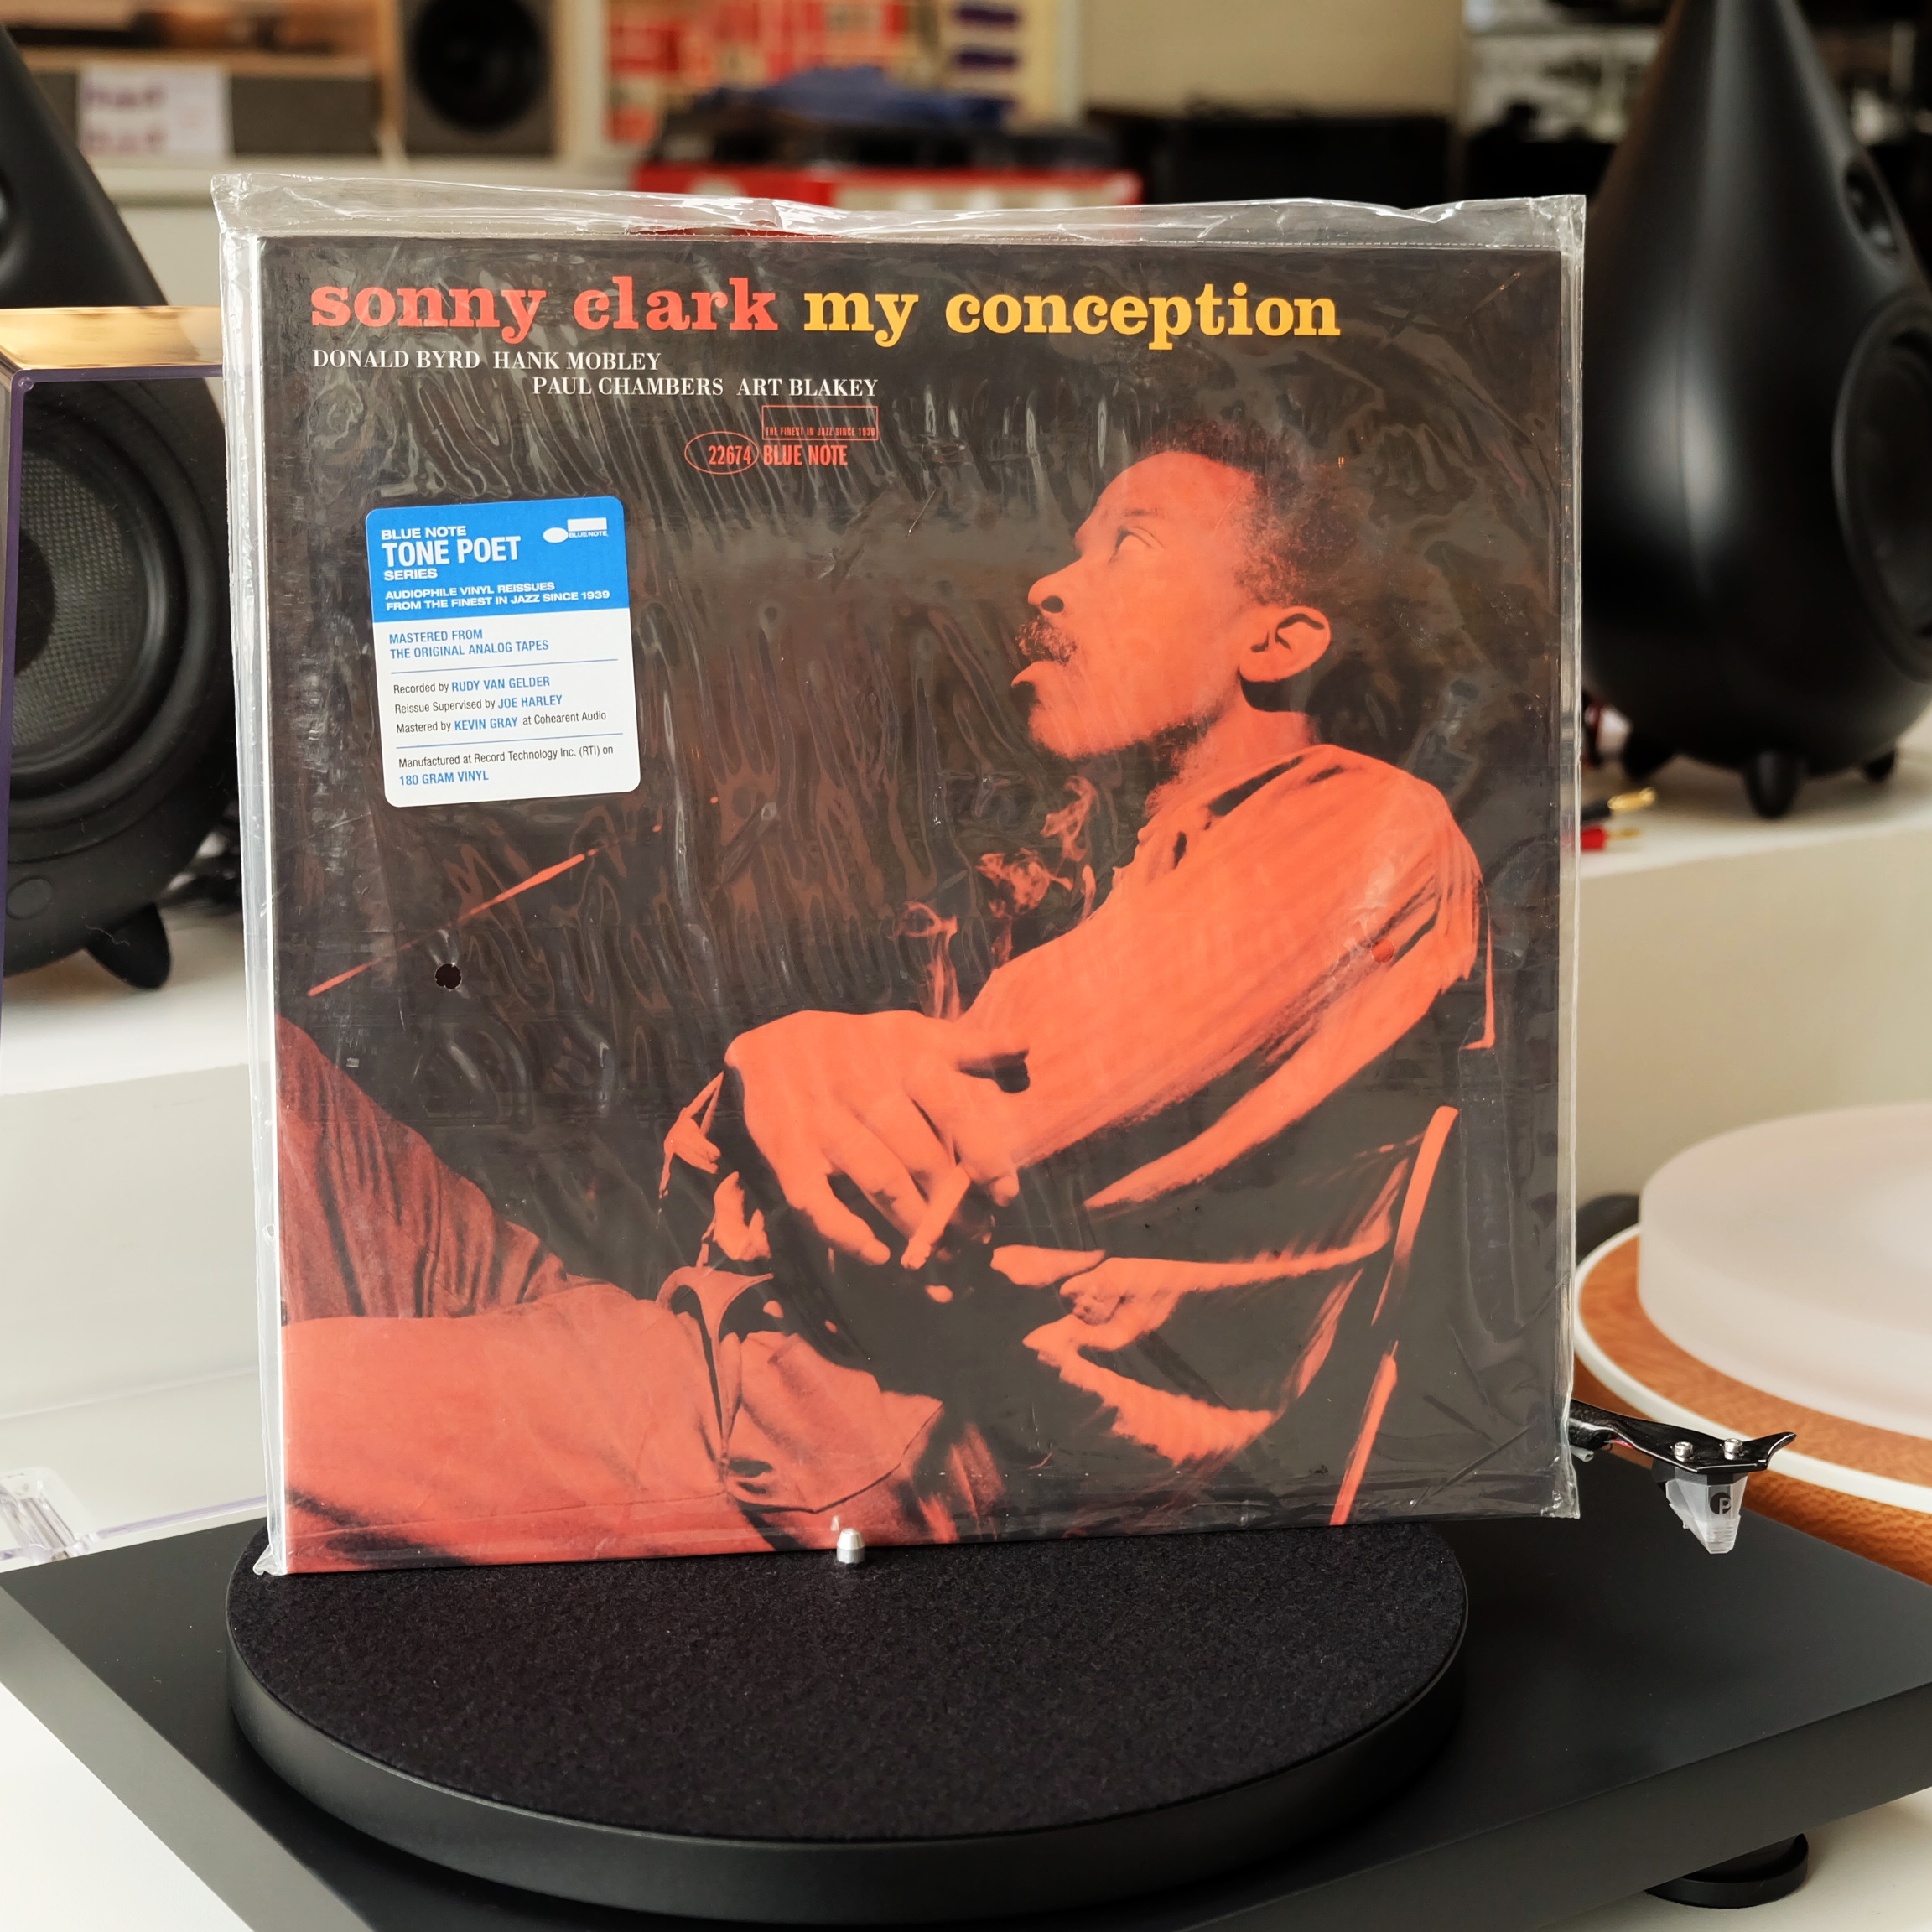 sonny clark my conception
DONALD BYRD HANK MOBLEY
PAUL CHAMBERS ART BLAKEY
THE FINEST IN JAZZ SINCE 1939
22674 BLUE NOTE
BLUE NOTE
TONE POET
SERIES
BLUE NOTE
AUDIOPHILE VINYL REISSUES
FROM THE FINEST IN JAZZ SINCE 1939
MASTERED FROM
THE ORIGINAL ANALOG TAPES
Recorded by RUDY VAN GELDER
Reissue Supervised by JOE HARLEY
Mastered by KEVIN GRAY at Cohearent Audio
Manufactured at Record Technology Inc. (RTI) on
180 GRAM VINYL
P